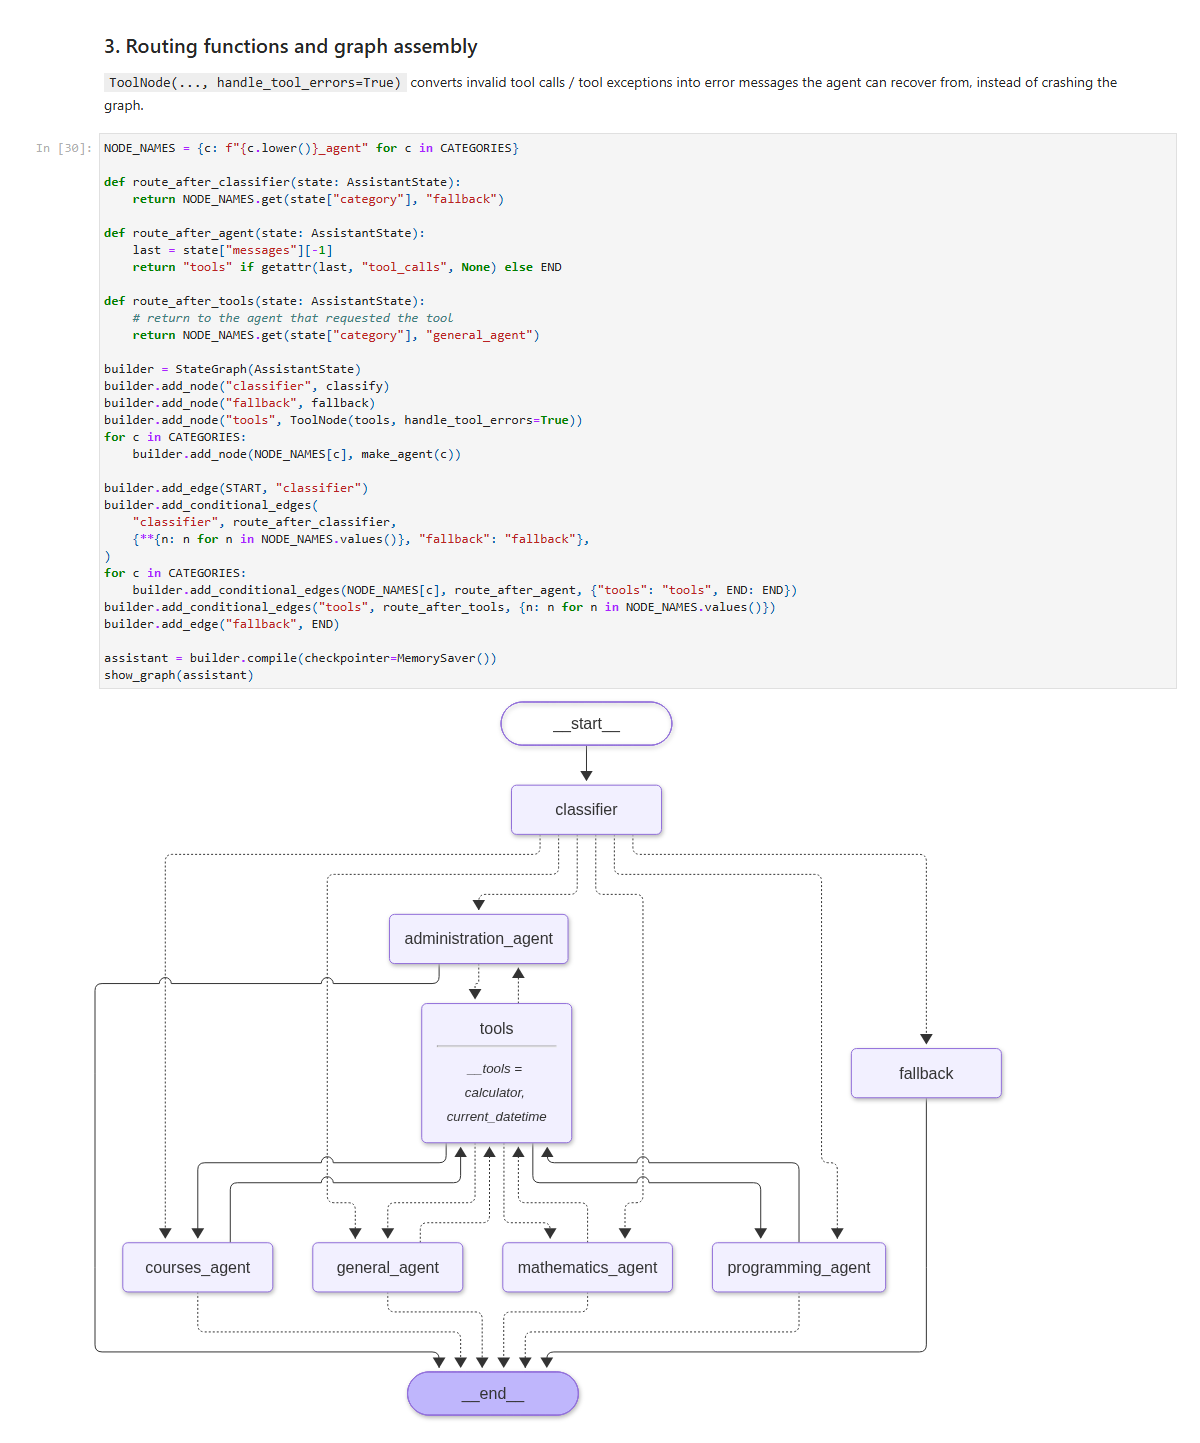 3. Routing functions and graph assembly
ToolNode(..., handle_tool_errors=True) converts invalid tool calls / tool exceptions into error messages the agent can recover from, instead of crashing the
graph.
In [30]:
NODE_NAMES = {c: f"{c.lower()}_agent" for c in CATEGORIES}

def route_after_classifier(state: AssistantState):
    return NODE_NAMES.get(state["category"], "fallback")

def route_after_agent(state: AssistantState):
    last = state["messages"][-1]
    return "tools" if getattr(last, "tool_calls", None) else END

def route_after_tools(state: AssistantState):
    # return to the agent that requested the tool
    return NODE_NAMES.get(state["category"], "general_agent")

builder = StateGraph(AssistantState)
builder.add_node("classifier", classify)
builder.add_node("fallback", fallback)
builder.add_node("tools", ToolNode(tools, handle_tool_errors=True))
for c in CATEGORIES:
    builder.add_node(NODE_NAMES[c], make_agent(c))

builder.add_edge(START, "classifier")
builder.add_conditional_edges(
    "classifier", route_after_classifier,
    {**{n: n for n in NODE_NAMES.values()}, "fallback": "fallback"},
)
for c in CATEGORIES:
    builder.add_conditional_edges(NODE_NAMES[c], route_after_agent, {"tools": "tools", END: END})
builder.add_conditional_edges("tools", route_after_tools, {n: n for n in NODE_NAMES.values()})
builder.add_edge("fallback", END)

assistant = builder.compile(checkpointer=MemorySaver())
show_graph(assistant)
__start__
classifier
administration_agent
tools
__tools =
calculator,
current_datetime
fallback
courses_agent
general_agent
mathematics_agent
programming_agent
__end__